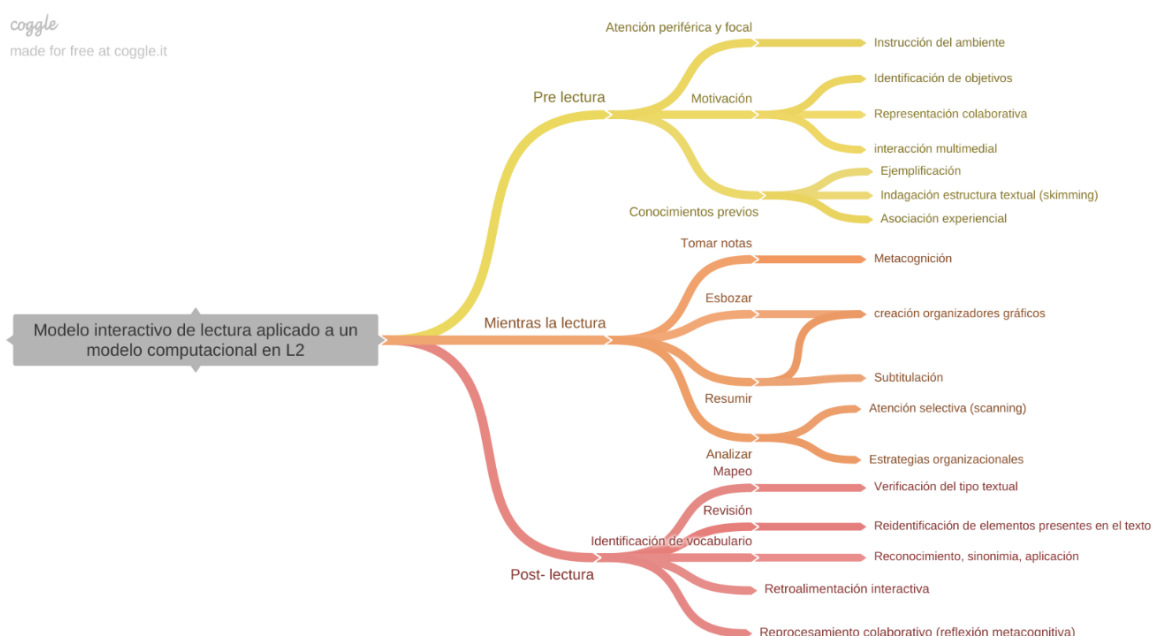 coggle
made for free at coggle.it
Modelo interactivo de lectura aplicado a un
modelo computacional en L2
Pre lectura
Atención periférica y focal
Instrucción del ambiente
Motivación
Identificación de objetivos
Representación colaborativa
interacción multimedial
Conocimientos previos
Ejemplificación
Indagación estructura textual (skimming)
Asociación experiencial
Mientras la lectura
Tomar notas
Metacognición
Esbozar
creación organizadores gráficos
Resumir
Subtitulación
Analizar
Atención selectiva (scanning)
Estrategias organizacionales
Post- lectura
Mapeo
Verificación del tipo textual
Revisión
Reidentificación de elementos presentes en el texto
Identificación de vocabulario
Reconocimiento, sinonimia, aplicación
Retroalimentación interactiva
Reprocesamiento colaborativo (reflexión metacognitiva)